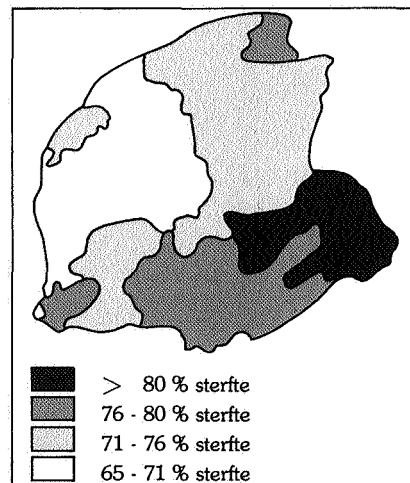 > 80 % sterfte
76 - 80 % sterfte
71 - 76 % sterfte
65 - 71 % sterfte